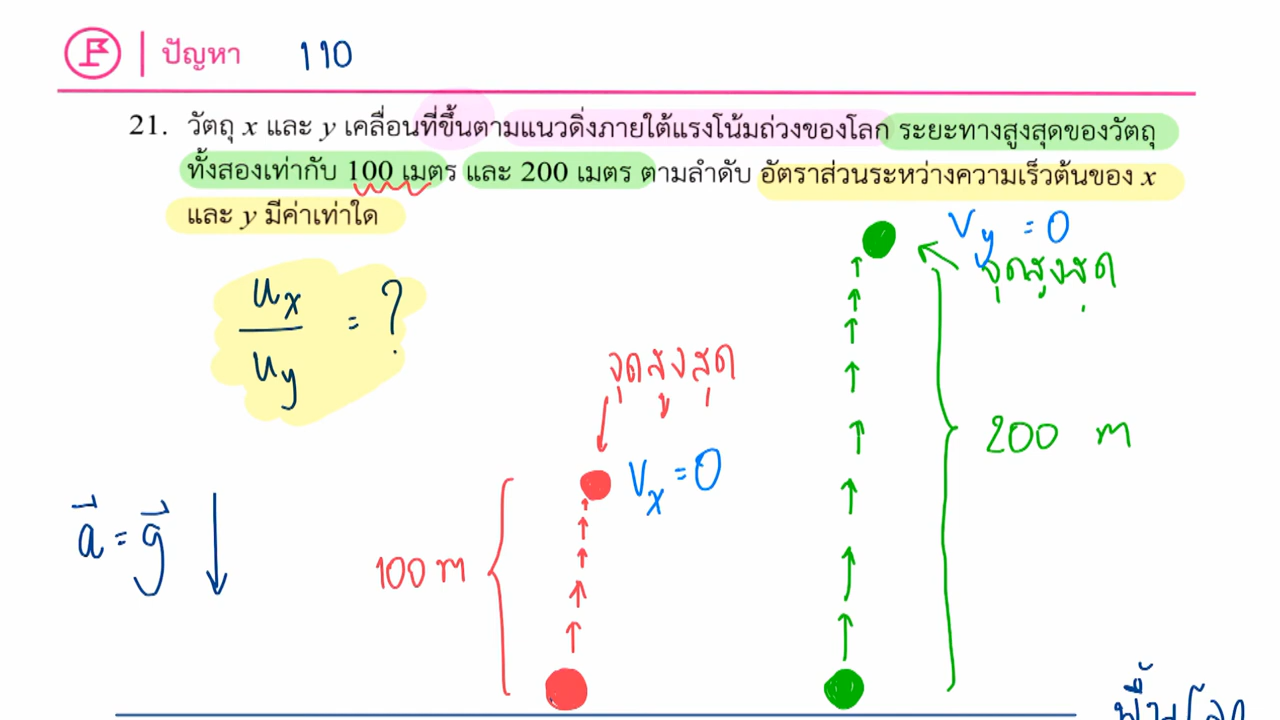 F ปัญหา 110
21. วัตถุ x และ y เคลื่อนที่ขึ้นตามแนวดิ่งภายใต้แรงโน้มถ่วงของโลก ระยะทางสูงสุดของวัตถุ
ทั้งสองเท่ากับ 100 เมตร และ 200 เมตร ตามลำดับ อัตราส่วนระหว่างความเร็วต้นของ x
และ y มีค่าเท่าใด
v_y = 0
จุดสูงสุด
u_x / u_y = ?
จุดสูงสุด
200 m
v_x = 0
a⃗ = g⃗
100 m